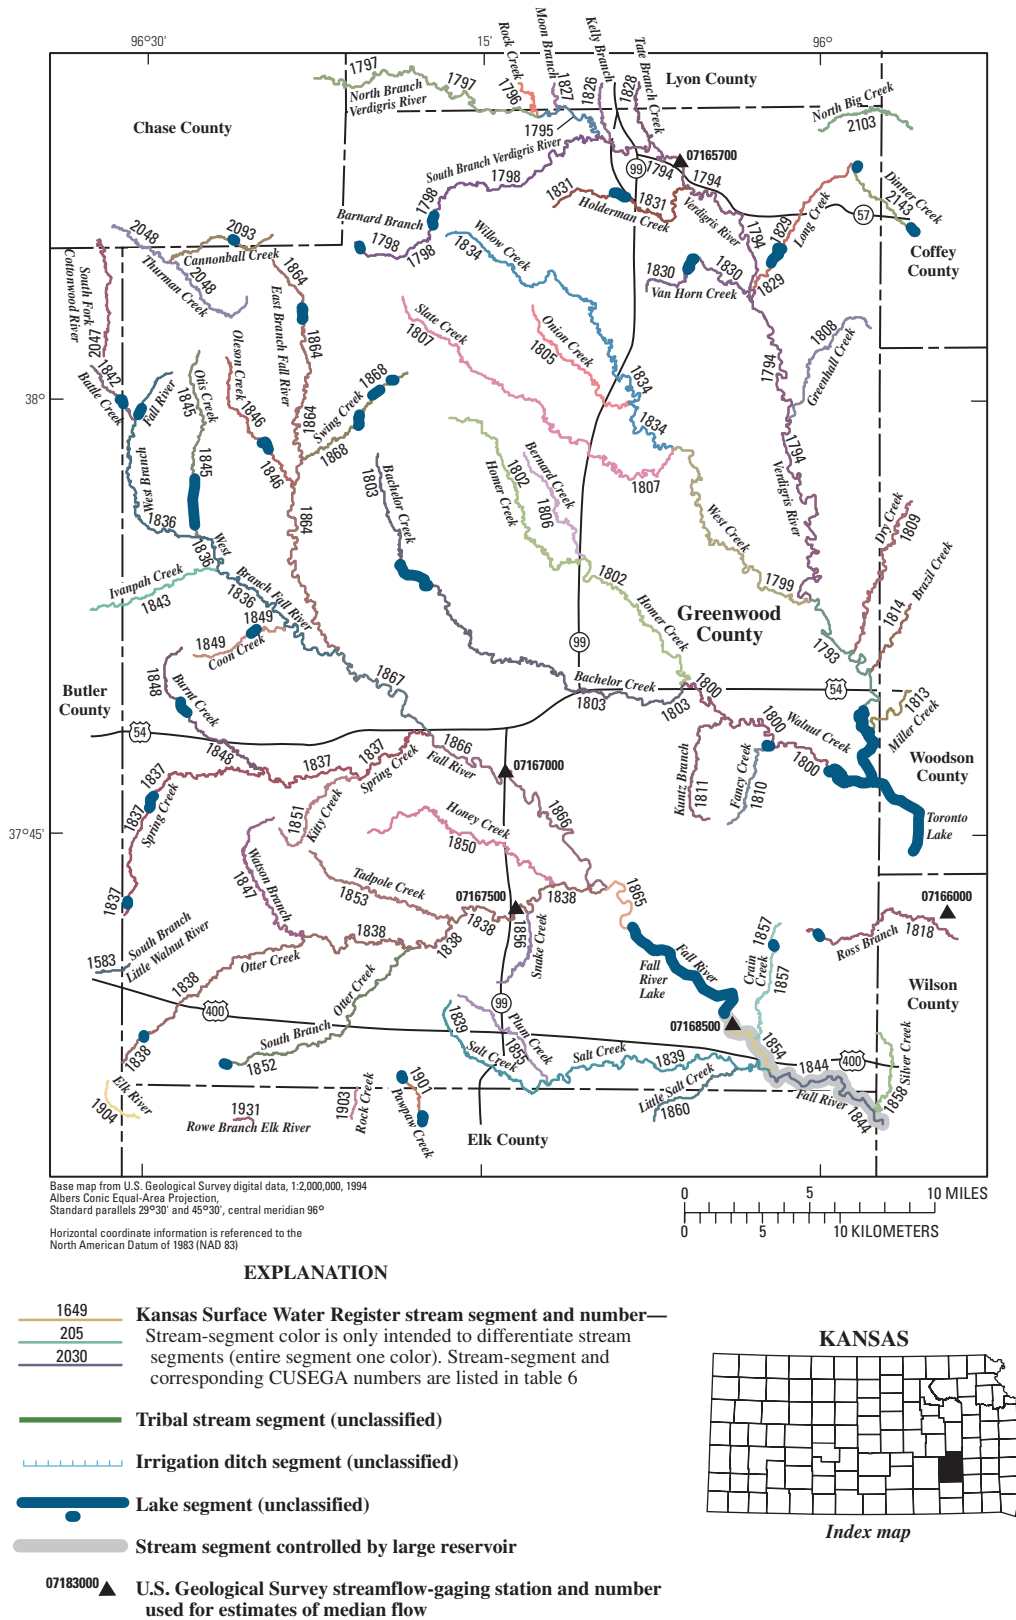 96°30'
15'
96°
Rock Creek
Moon Branch
Kelly Branch
Tate Branch Creek
Lyon County
1797
1797
North Branch
Verdigris River
1796
1827
1826
1828
North Big Creek
2103
Chase County
1795
South Branch Verdigris River
99
07165700
1794
1794
1798
1831
1831
Holderman Creek
Dinner Creek
2143
1798
Verdigris River
1829
Long Creek
57
Barnard Branch
1798
1798
Willow Creek
1834
1794
Coffey
County
2048
2093
Cannonball Creek
Thurman Creek
2048
1864
1830
1830
Van Horn Creek
1829
South Fork
Cottonwood River
2047
East Branch Fall River
Slate Creek
1807
Onion Creek
1805
1808
Greenhall Creek
1864
Oleson Creek
1794
1842
Battle Creek
Fall River
Otis Creek
1845
1868
Swing Creek
1834
38°
1846
1864
1834
1868
West Branch
1845
1846
Bachelor Creek
1803
Bernard Creek
1802
Homer Creek
1806
1807
1794
Verdigris River
1836
1864
West Creek
Dry Creek
1809
West
1836
Branch Fall River
Ivanpah Creek
1843
1836
1802
1799
Brazil Creek
1814
1849
1849
Coon Creek
99
Homer Creek
Greenwood
County
1793
1848
Burnt Creek
1867
Bachelor Creek
1803
1803
1800
54
Butler
County
1813
Miller Creek
54
1848
1866
Fall River
1800
Walnut Creek
1800
Woodson
County
1837
1837
1837
Spring Creek
07167000
Kuntz Branch
1811
Fancy Creek
1810
1837
Spring Creek
1851
Kitty Creek
Honey Creek
1850
1866
Toronto
Lake
37°45'
Watson Branch
1847
Tadpole Creek
1853
1837
07167500
1838
1865
07166000
1838
1838
1838
1856
Snake Creek
1857
Ross Branch
1818
1583
South Branch
Little Walnut River
Otter Creek
Fall
River
Lake
Fall River
Crain
Creek
1857
1838
Otter Creek
Wilson
County
400
99
07168500
1839
Plum Creek
1838
South Branch
1852
Salt Creek
1855
Salt Creek
1839
1854
400
Silver Creek
1844
Elk River
1904
1931
Rowe Branch Elk River
1903
Rock Creek
1901
Pawpaw Creek
Little Salt Creek
1860
Fall River
1844
1858
Elk County
Base map from U.S. Geological Survey digital data, 1:2,000,000, 1994
Albers Conic Equal-Area Projection,
Standard parallels 29°30' and 45°30', central meridian 96°
Horizontal coordinate information is referenced to the
North American Datum of 1983 (NAD 83)
0 5 10 MILES
0 5 10 KILOMETERS
EXPLANATION
1649
205
2030
Kansas Surface Water Register stream segment and number—
Stream-segment color is only intended to differentiate stream
segments (entire segment one color). Stream-segment and
corresponding CUSEGA numbers are listed in table 6
Tribal stream segment (unclassified)
Irrigation ditch segment (unclassified)
Lake segment (unclassified)
Stream segment controlled by large reservoir
07183000
U.S. Geological Survey streamflow-gaging station and number
used for estimates of median flow
KANSAS
Index map